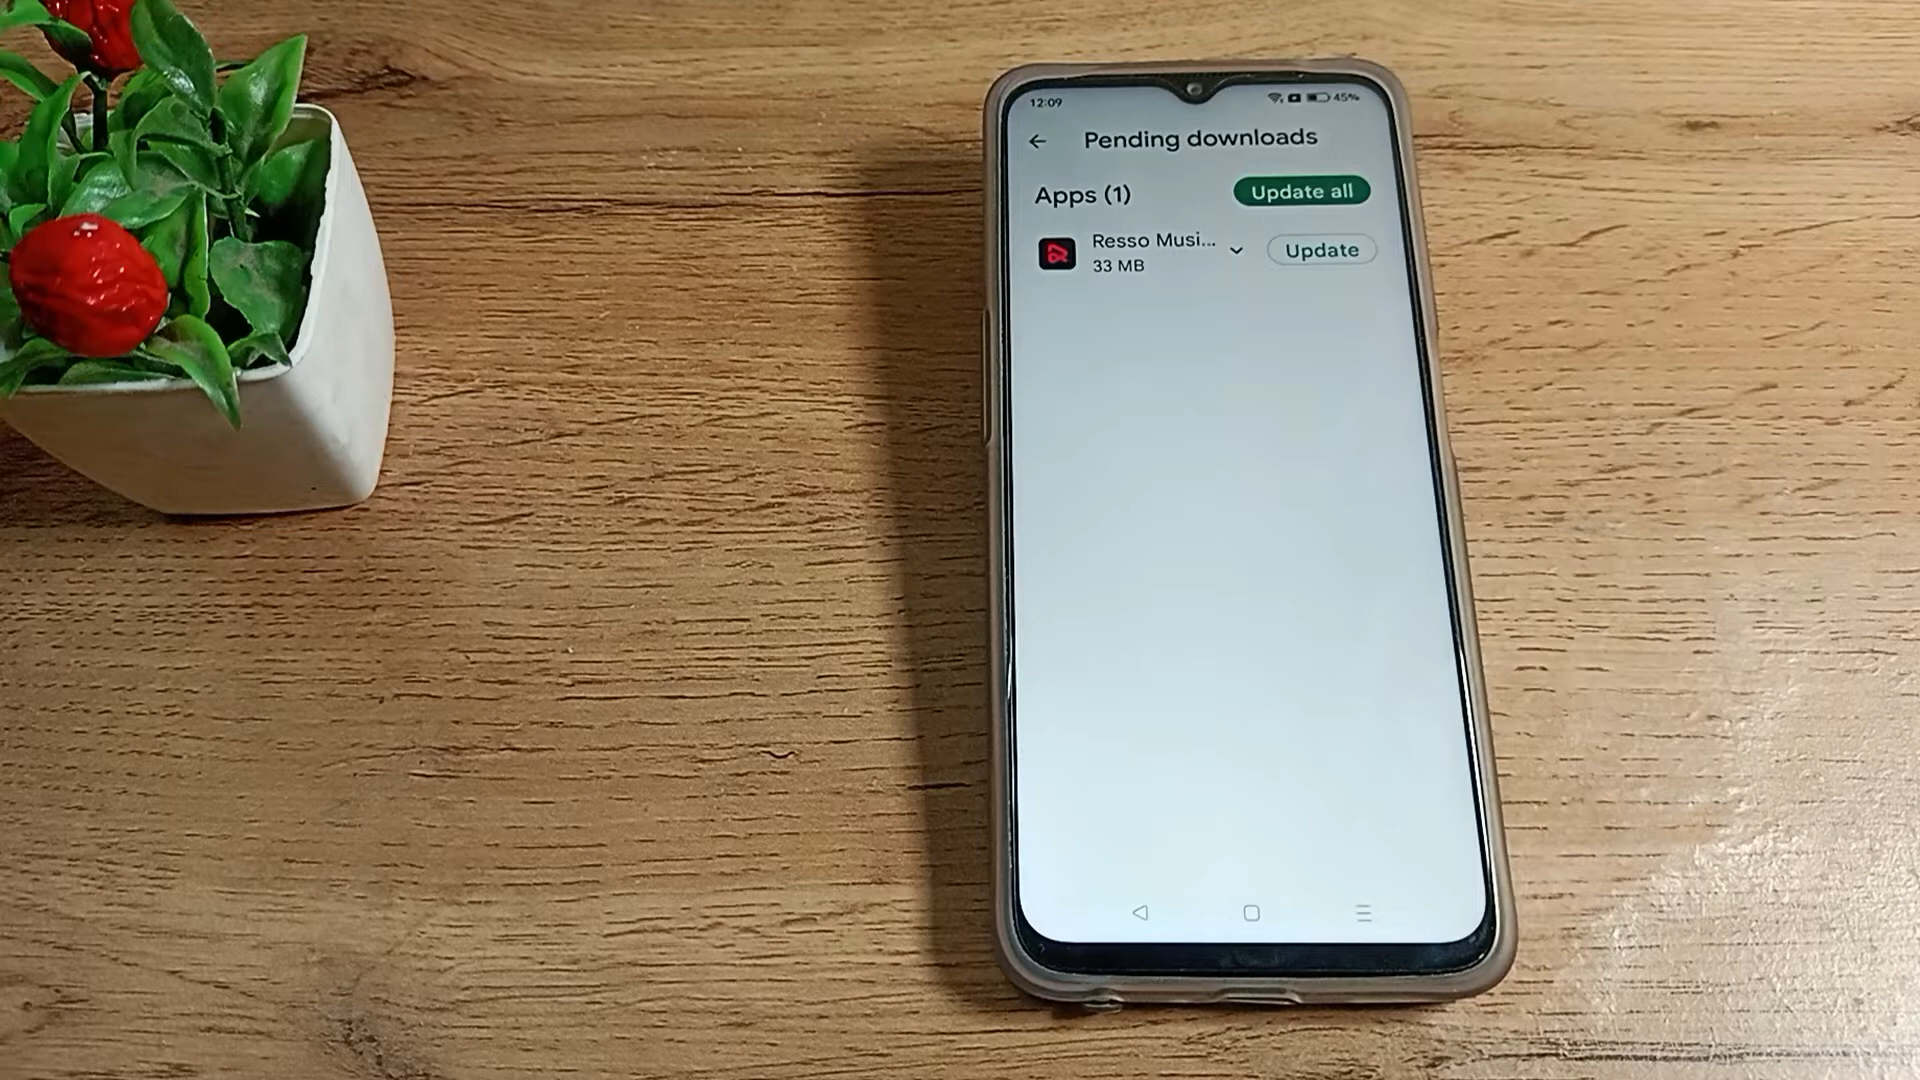 12:09
45%
Pending downloads
Apps (1)
Update all
Resso Musi...
33 MB
Update